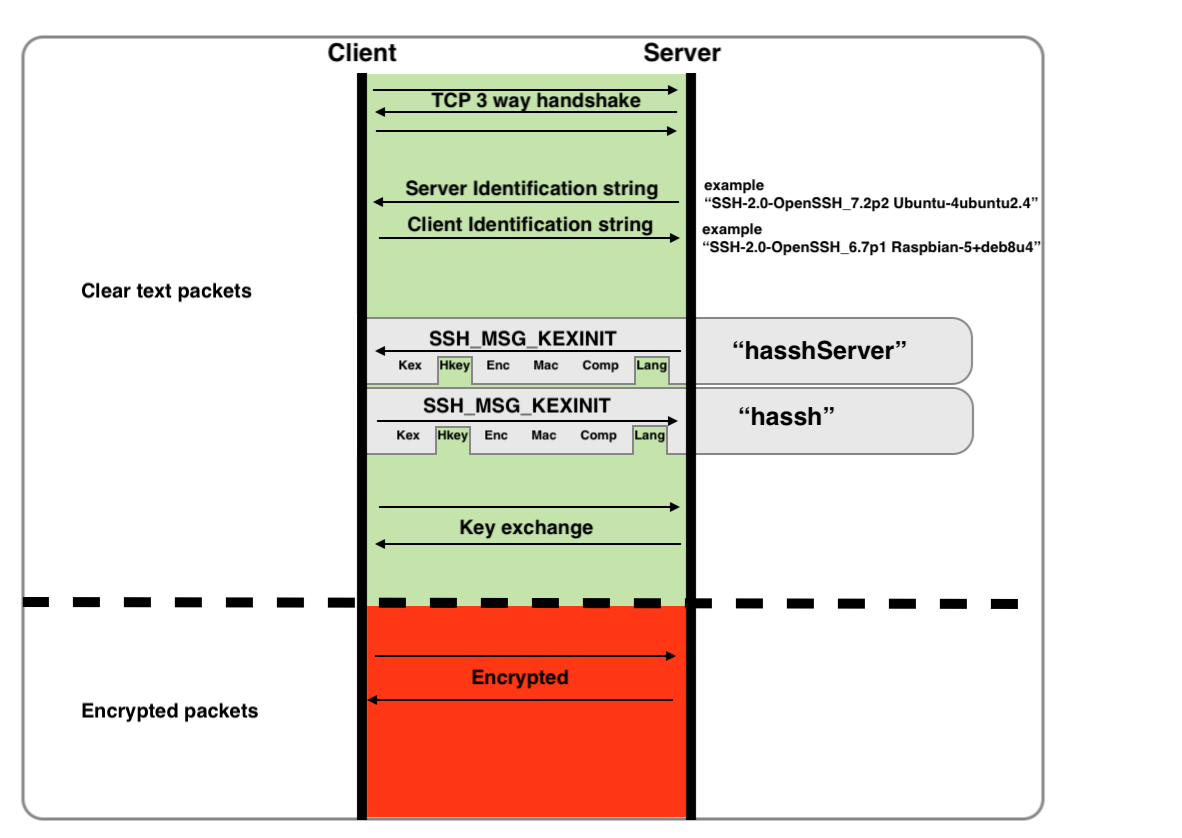 Client Server
TCP 3 way handshake
Server Identification string
example
“SSH-2.0-OpenSSH_7.2p2 Ubuntu-4ubuntu2.4”
Client Identification string
example
“SSH-2.0-OpenSSH_6.7p1 Raspbian-5+deb8u4”
Clear text packets
SSH_MSG_KEXINIT
Kex Hkey Enc Mac Comp Lang
“hasshServer”
SSH_MSG_KEXINIT
Kex Hkey Enc Mac Comp Lang
“hassh”
Key exchange
Encrypted
Encrypted packets